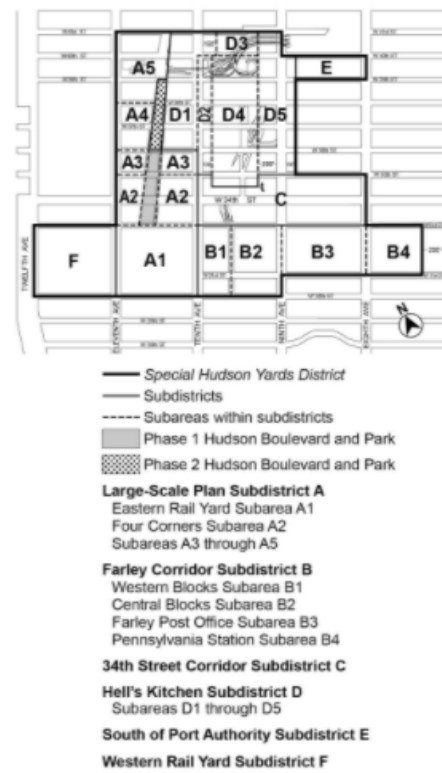 D3
A5
E
A4
D1
D2
D4
D5
A3
A3
A2
A2
C
W 34th ST
F
A1
B1
B2
B3
B4
TWELFTH AVE
ELEVENTH AVE
TENTH AVE
NINTH AVE
EIGHTH AVE
N
Special Hudson Yards District
Subdistricts
Subareas within subdistricts
Phase 1 Hudson Boulevard and Park
Phase 2 Hudson Boulevard and Park
Large-Scale Plan Subdistrict A
Eastern Rail Yard Subarea A1
Four Corners Subarea A2
Subareas A3 through A5
Farley Corridor Subdistrict B
Western Blocks Subarea B1
Central Blocks Subarea B2
Farley Post Office Subarea B3
Pennsylvania Station Subarea B4
34th Street Corridor Subdistrict C
Hell's Kitchen Subdistrict D
Subareas D1 through D5
South of Port Authority Subdistrict E
Western Rail Yard Subdistrict F